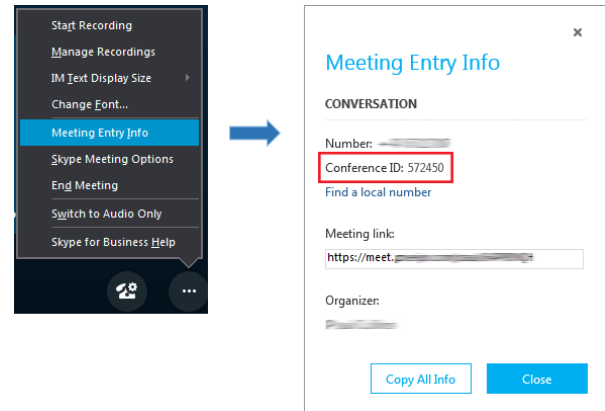 Start Recording
Manage Recordings
IM Text Display Size
Change Font...
Meeting Entry Info
Skype Meeting Options
End Meeting
Switch to Audio Only
Skype for Business Help
Meeting Entry Info
CONVERSATION
Number:
Conference ID: 572450
Find a local number
Meeting link:
https://meet.
Organizer:
Copy All Info
Close